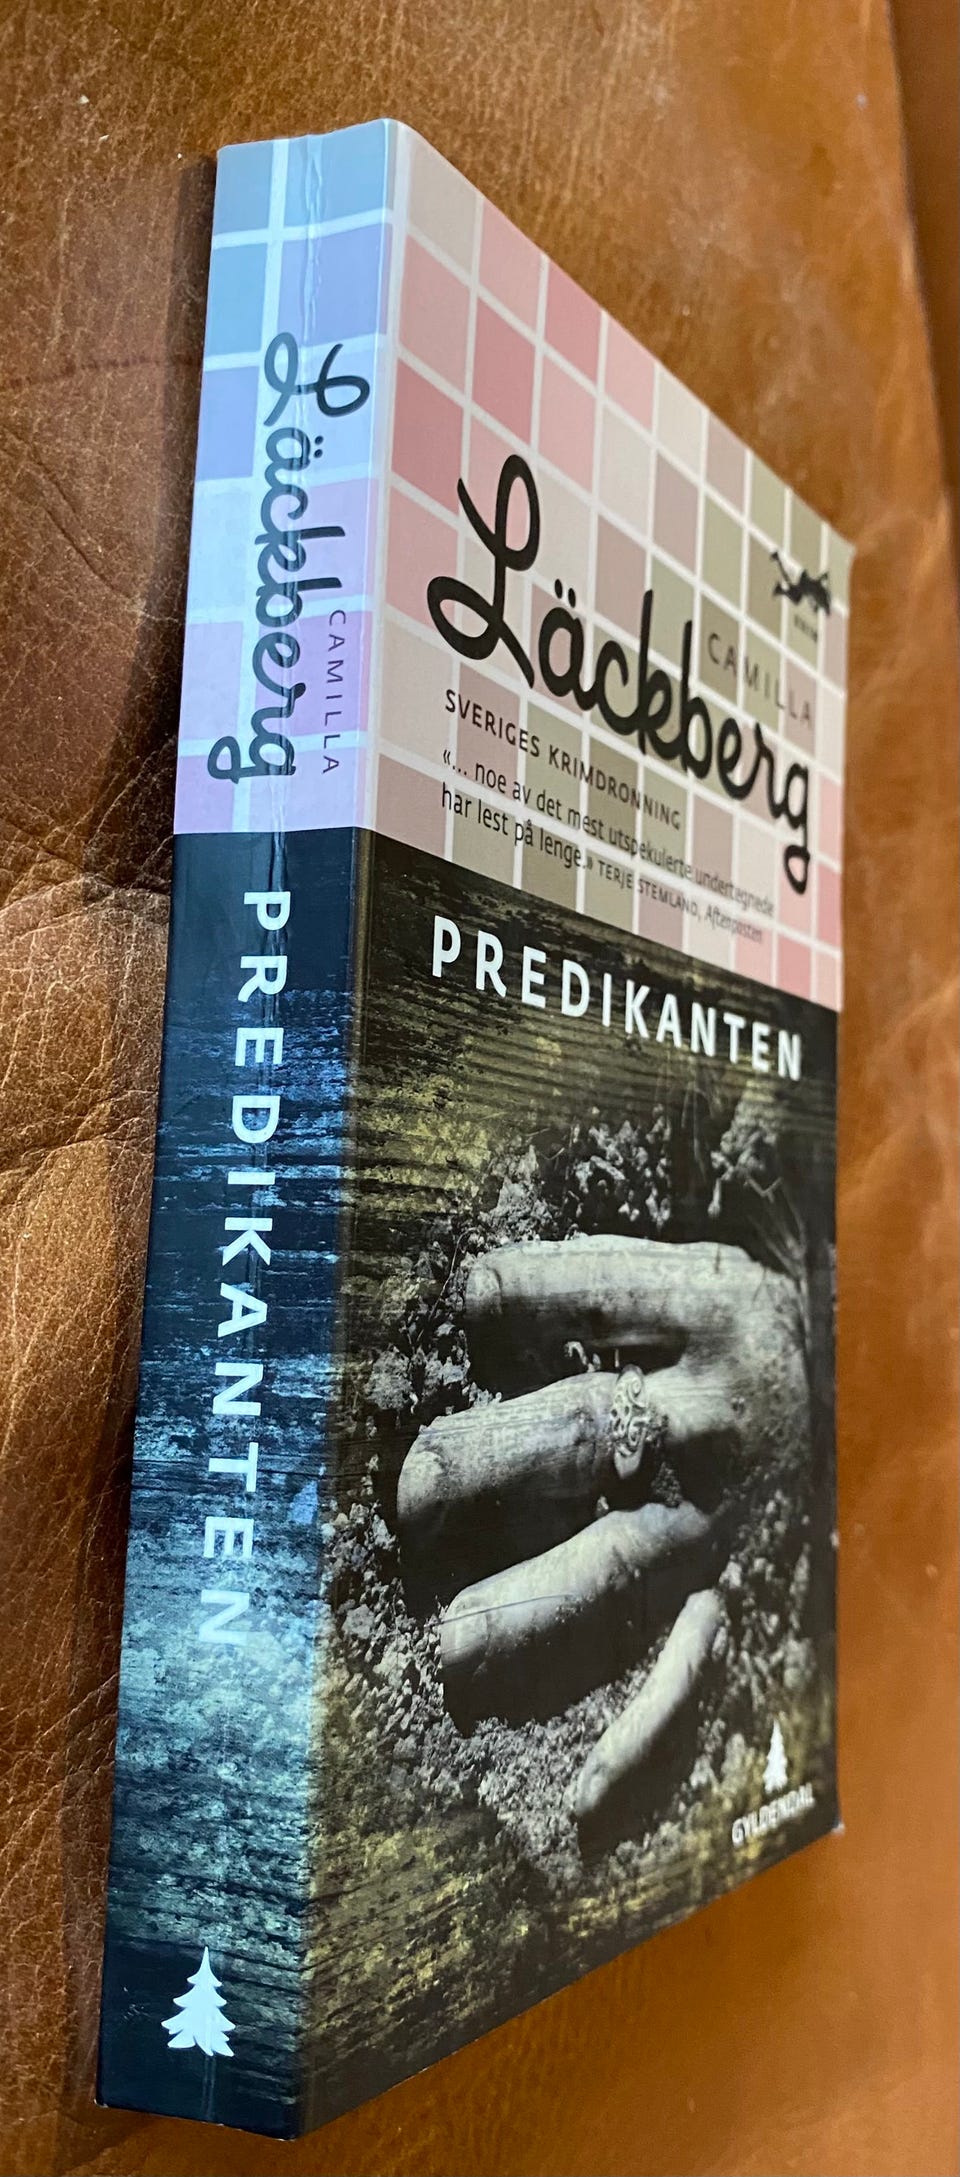 Läckberg
CAMILLA
PREDIKANTEN
CAMILLA
Läckberg
SVERIGES KRIMDRONNING
«... noe av det mest utspekulerte undertegnede
har lest på lenge.» TERJE STEMLAND, Aftenposten
PREDIKANTEN
GYLDENDAL